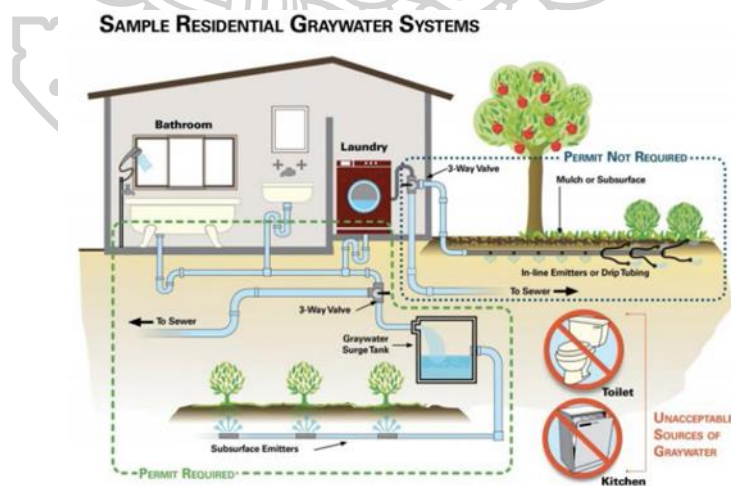 SAMPLE RESIDENTIAL GRAYWATER SYSTEMS
Bathroom
Laundry
3-Way Valve
PERMIT NOT REQUIRED
Mulch or Subsurface
In-line Emitters or Drip Tubing
To Sewer
To Sewer
3-Way Valve
Graywater
Surge Tank
Subsurface Emitters
PERMIT REQUIRED
Toilet
Kitchen
UNACCEPTABLE
SOURCES OF
GRAYWATER